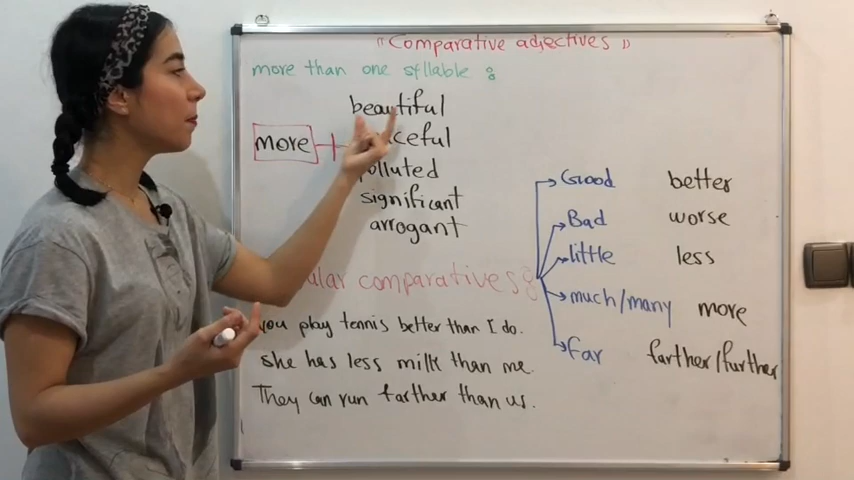 "Comparative adjectives"
more than one syllable :
beautiful
more +
ceful
polluted
significant
arrogant
ular comparatives :
you play tennis better than I do.
she has less milk than me.
They can run farther than us.
Good better
Bad worse
little less
much/many more
far farther/further